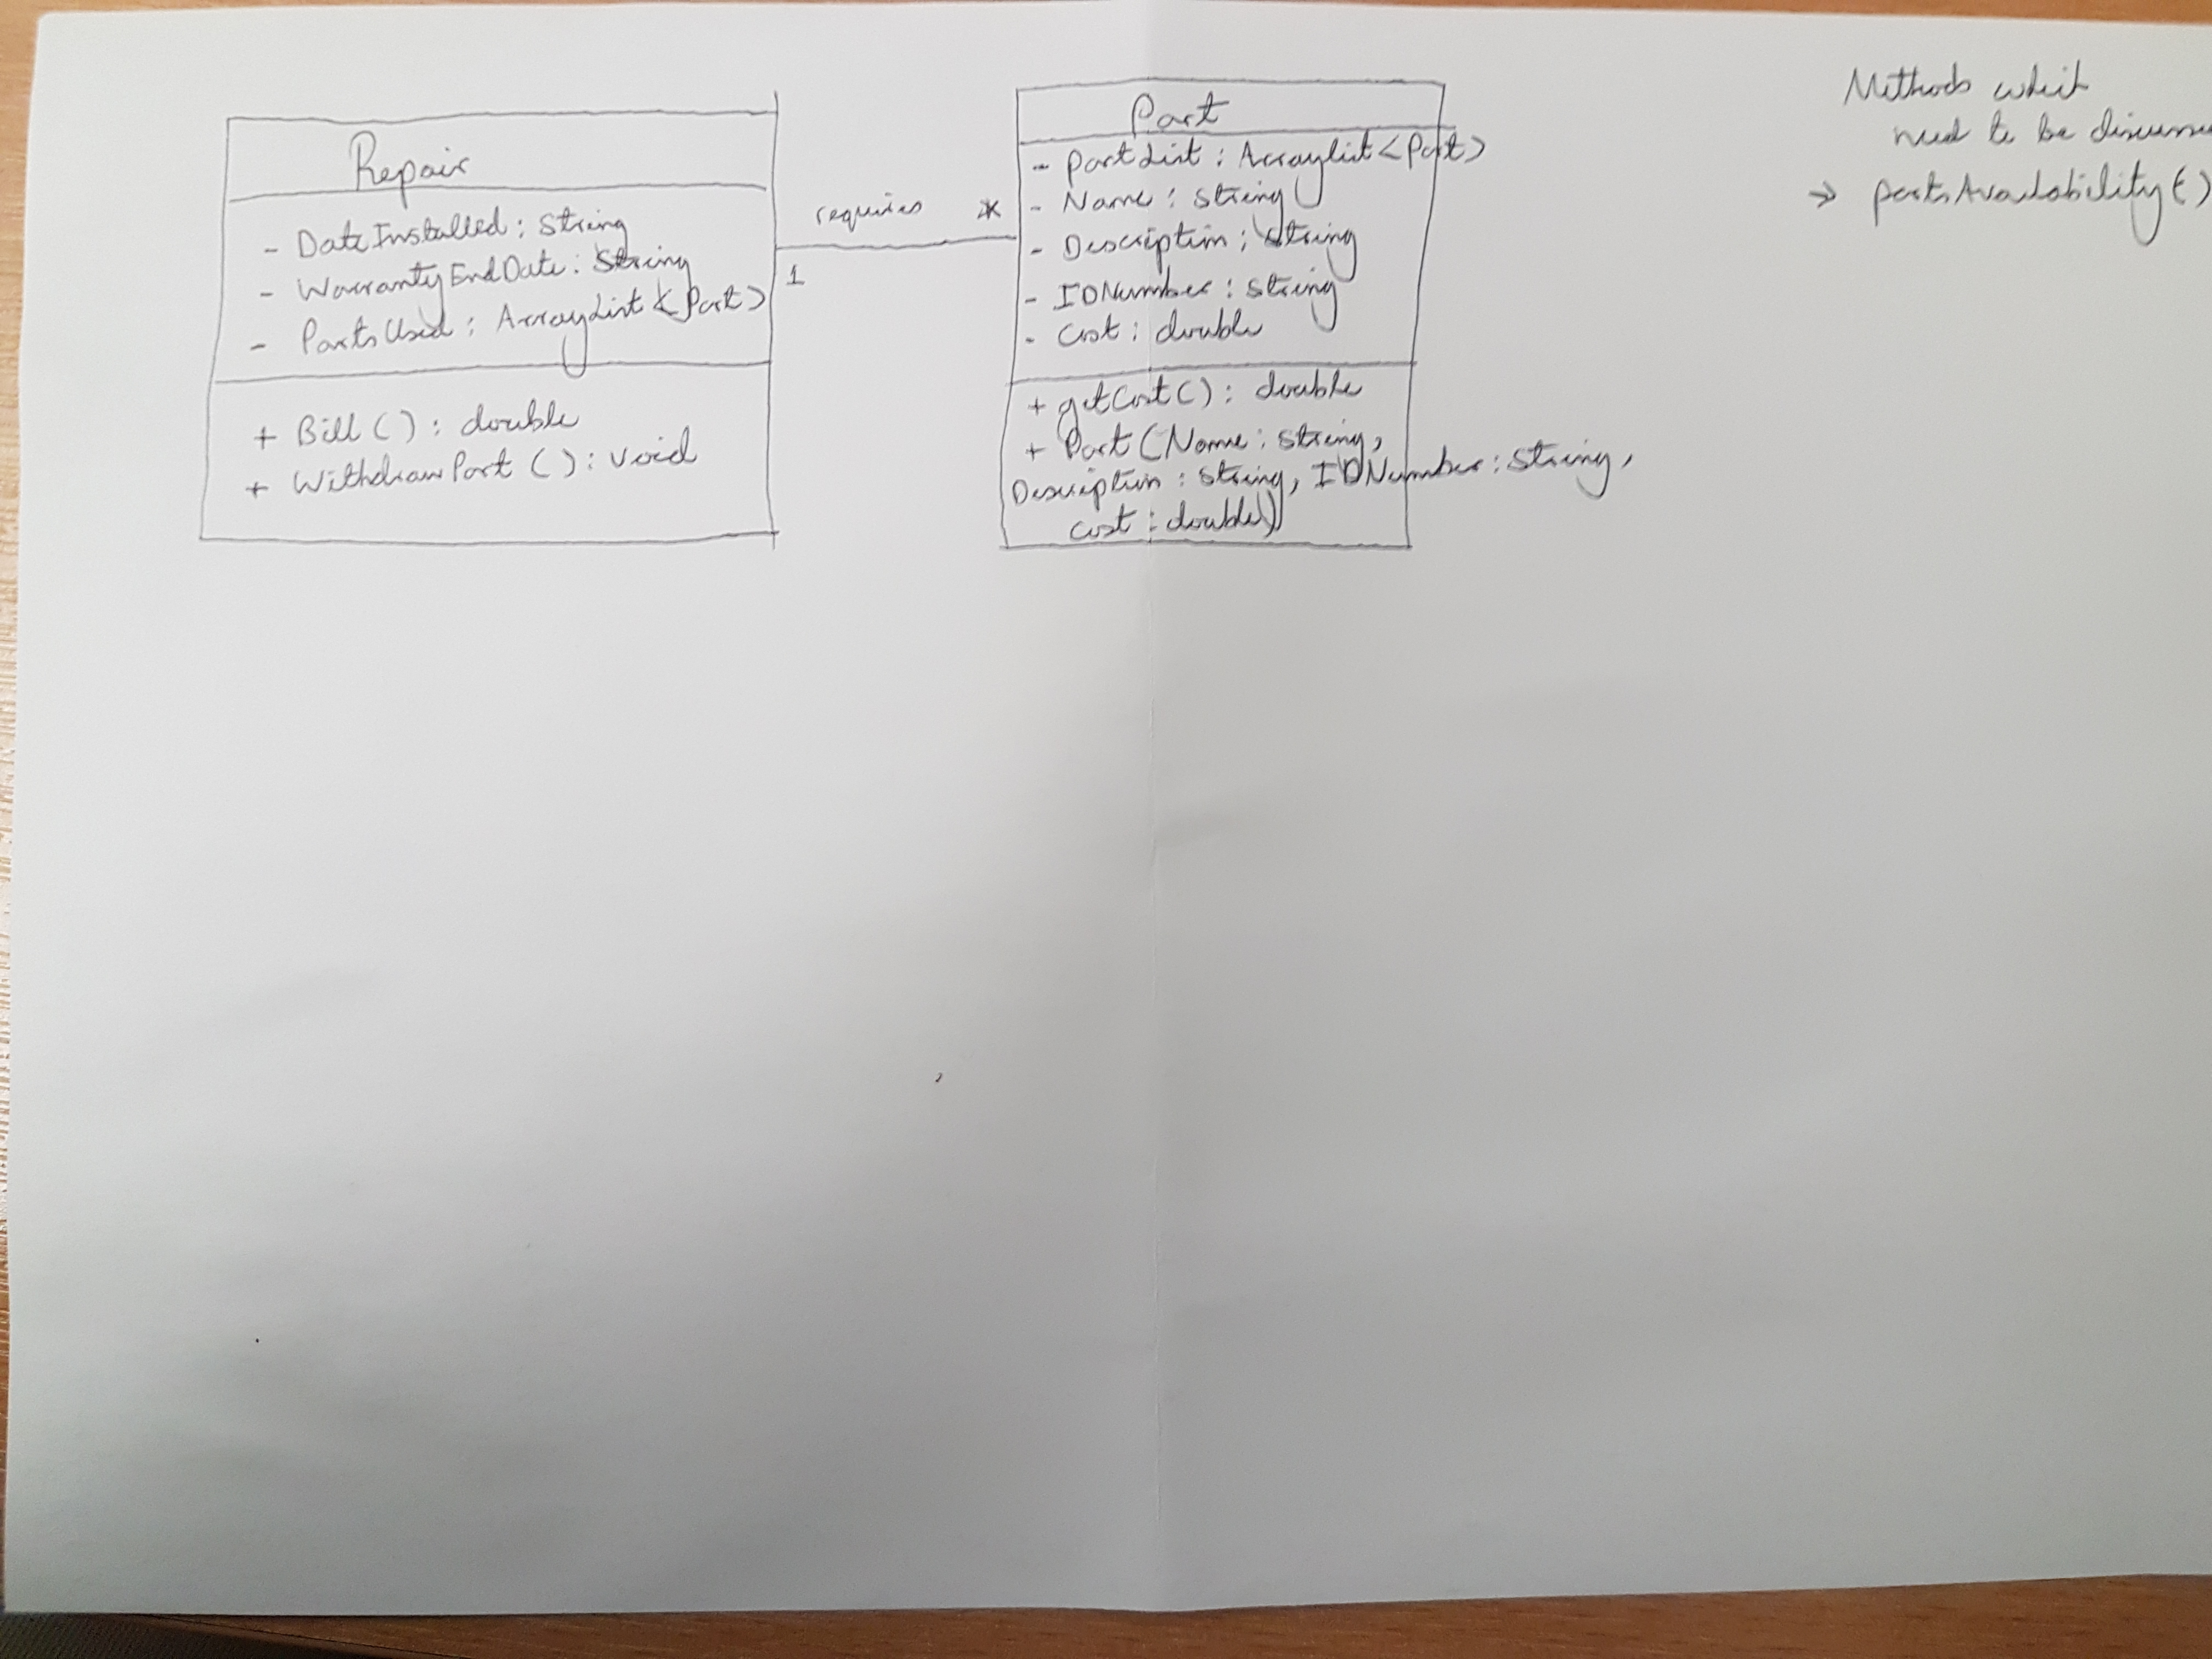 Repair
- DateInstalled : String
- WarrantyEndDate : String
- PartsUsed : ArrayList <Part>
+ Bill ( ) : double
+ WithdrawPart ( ) : void
requires *
1
Part
- PartList : Arraylist <Part>
- Name : String
- Description : String
- IDNumber : String
- Cost : double
+ getCost ( ) : double
+ Part (Name : String,
Description : String, IDNumber : String,
cost : double)
Methods which
need to be
→ partsAvailability ( )